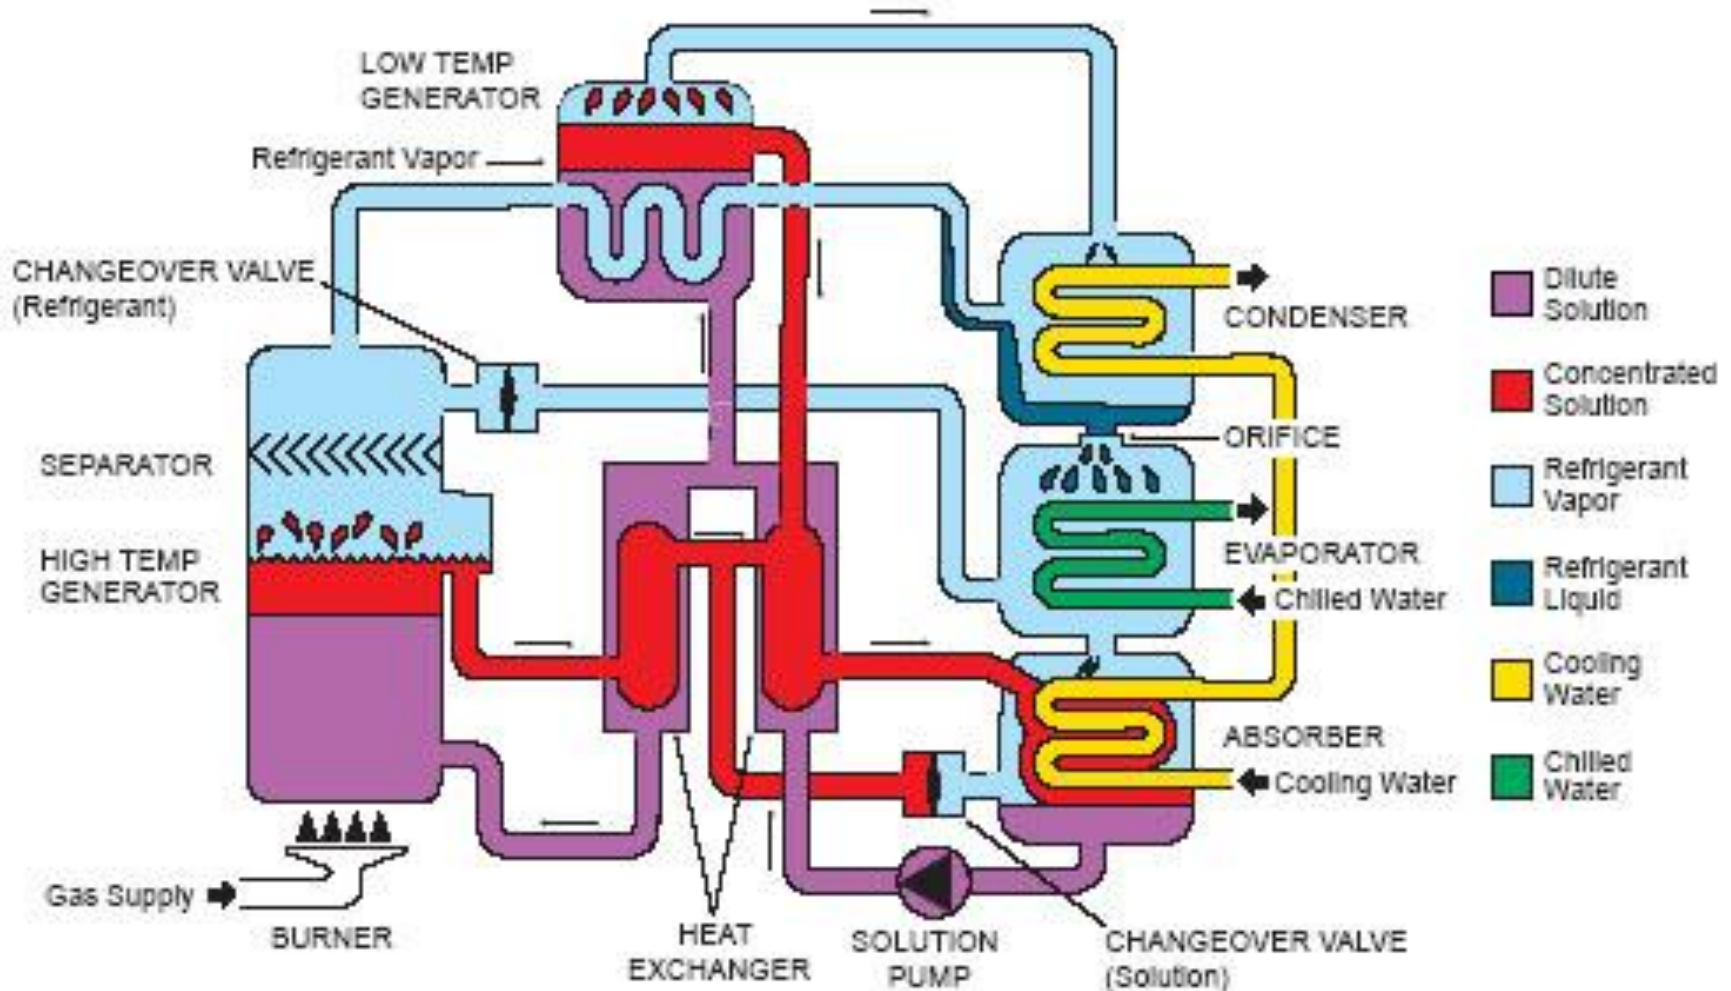 LOW TEMP
GENERATOR
Refrigerant Vapor
CHANGEOVER VALVE
(Refrigerant)
SEPARATOR
HIGH TEMP
GENERATOR
Gas Supply
BURNER
HEAT
EXCHANGER
SOLUTION
PUMP
CHANGEOVER VALVE
(Solution)
CONDENSER
ORIFICE
EVAPORATOR
Chilled Water
ABSORBER
Cooling Water
Dilute
Solution
Concentrated
Solution
Refrigerant
Vapor
Refrigerant
Liquid
Cooling
Water
Chilled
Water